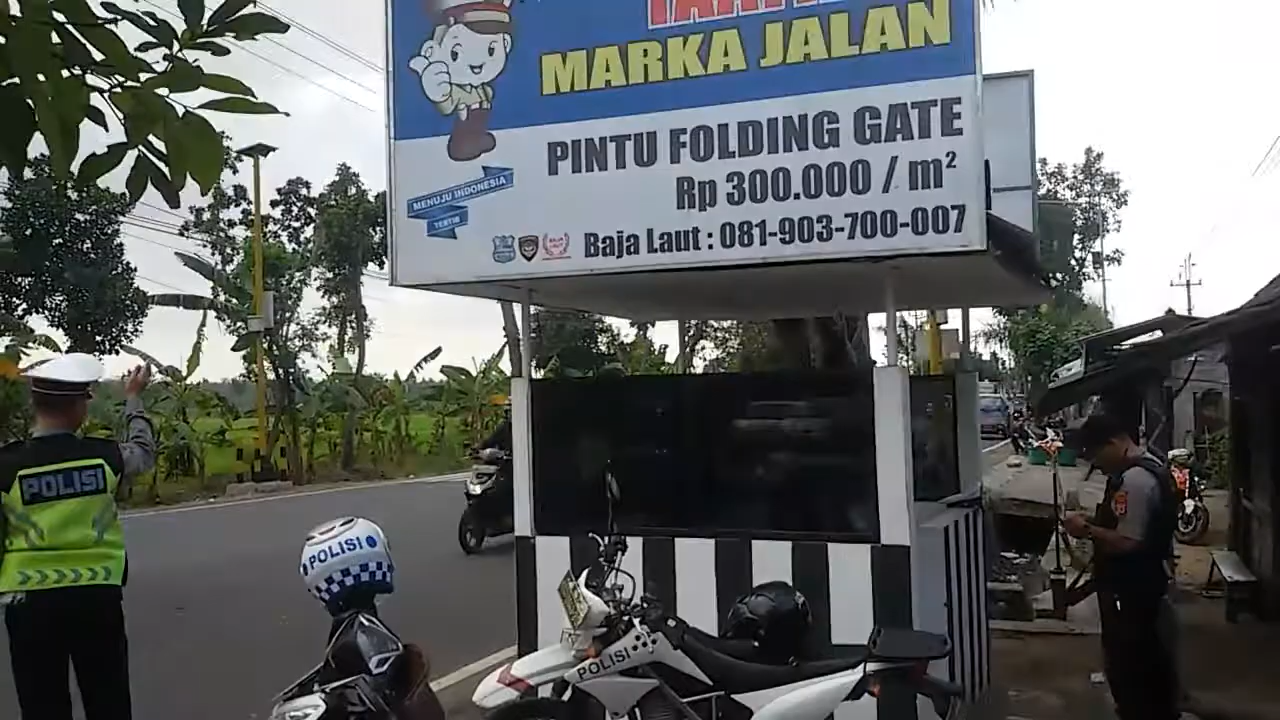 MARKA JALAN
PINTU FOLDING GATE
Rp 300.000 / m²
MENUJU INDONESIA
TERTIB
Baja Laut : 081-903-700-007
POLISI
POLISI
POLISI